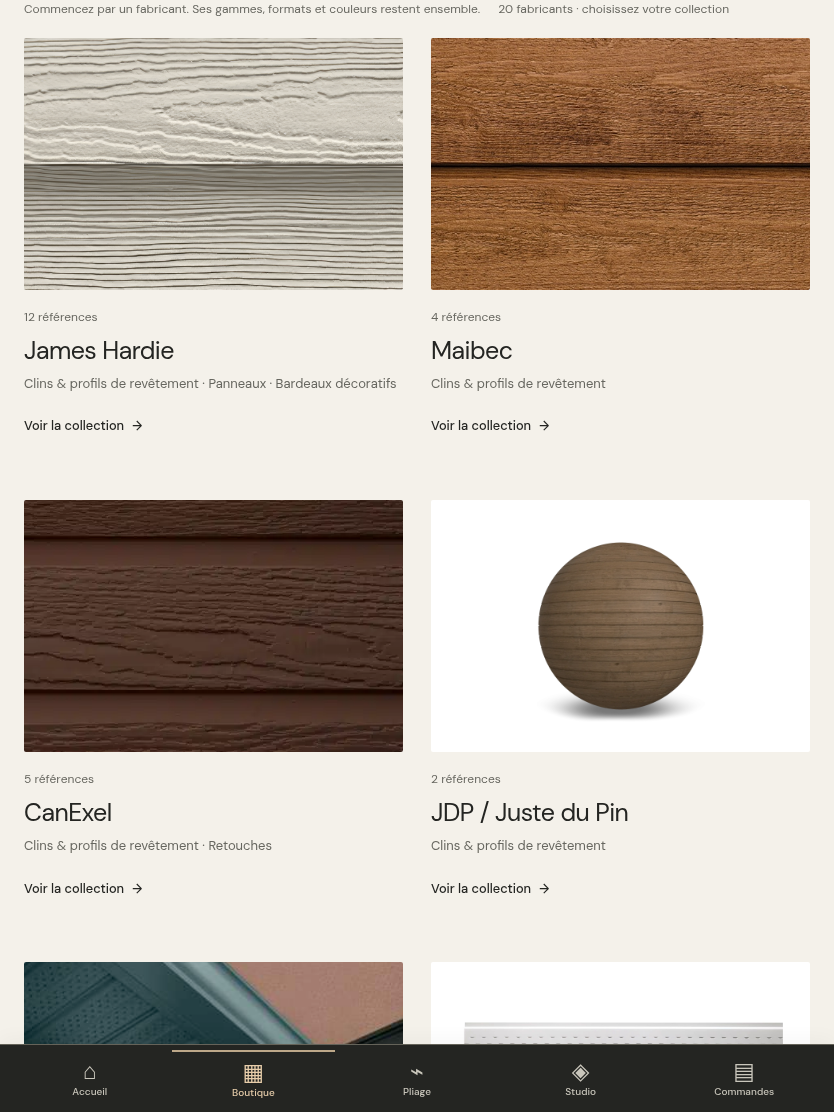 Commencez par un fabricant. Ses gammes, formats et couleurs restent ensemble. 20 fabricants · choisissez votre collection
12 références
James Hardie
Clins & profils de revêtement · Panneaux · Bardeaux décoratifs
Voir la collection →
4 références
Maibec
Clins & profils de revêtement
Voir la collection →
5 références
CanExel
Clins & profils de revêtement · Retouches
Voir la collection →
2 références
JDP / Juste du Pin
Clins & profils de revêtement
Voir la collection →
Accueil
Boutique
Pliage
Studio
Commandes